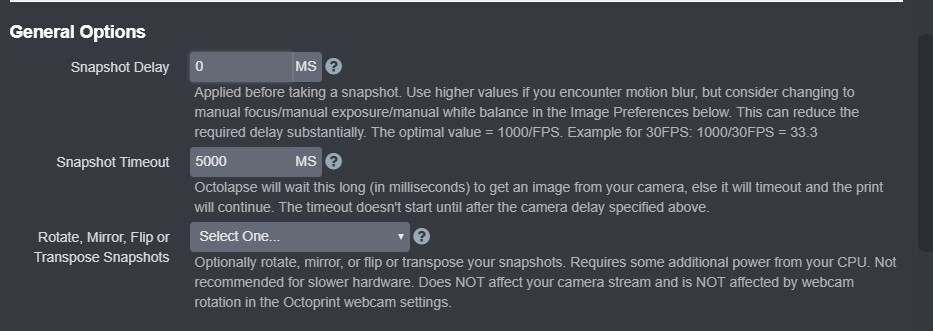 General Options
Snapshot Delay 0 MS ?
Applied before taking a snapshot. Use higher values if you encounter motion blur, but consider changing to
manual focus/manual exposure/manual white balance in the Image Preferences below. This can reduce the
required delay substantially. The optimal value = 1000/FPS. Example for 30FPS: 1000/30FPS = 33.3
Snapshot Timeout 5000 MS ?
Octolapse will wait this long (in milliseconds) to get an image from your camera, else it will timeout and the print
will continue. The timeout doesn't start until after the camera delay specified above.
Rotate, Mirror, Flip or
Transpose Snapshots
Select One... ?
Optionally rotate, mirror, or flip or transpose your snapshots. Requires some additional power from your CPU. Not
recommended for slower hardware. Does NOT affect your camera stream and is NOT affected by webcam
rotation in the Octoprint webcam settings.